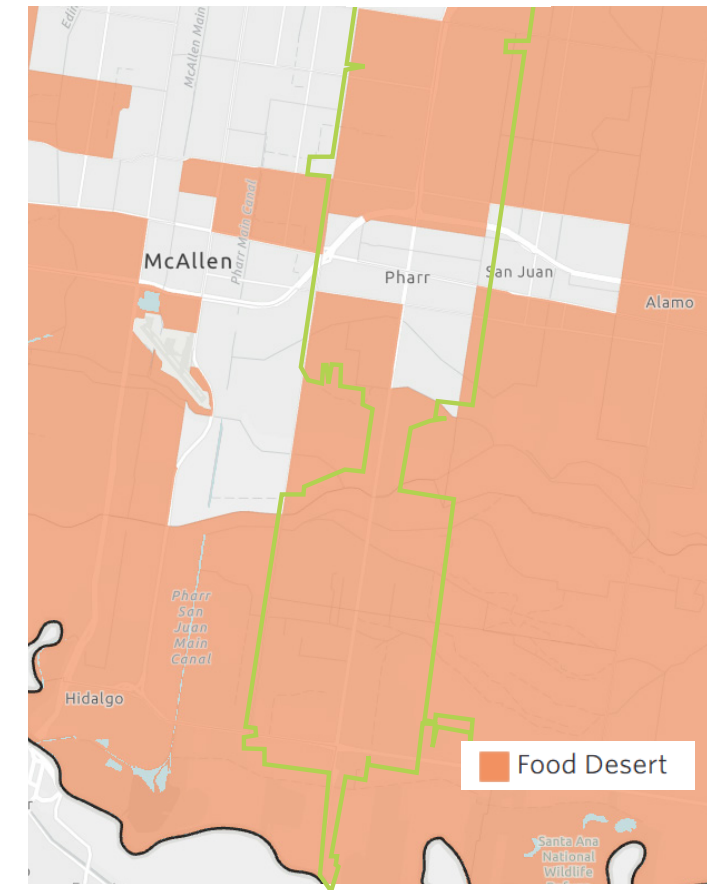 McAllen Main
Pharr Main Canal
McAllen
Pharr
San Juan
Alamo
Pharr
San
Juan
Main
Canal
Hidalgo
Food Desert
Santa Ana
National
Wildlife